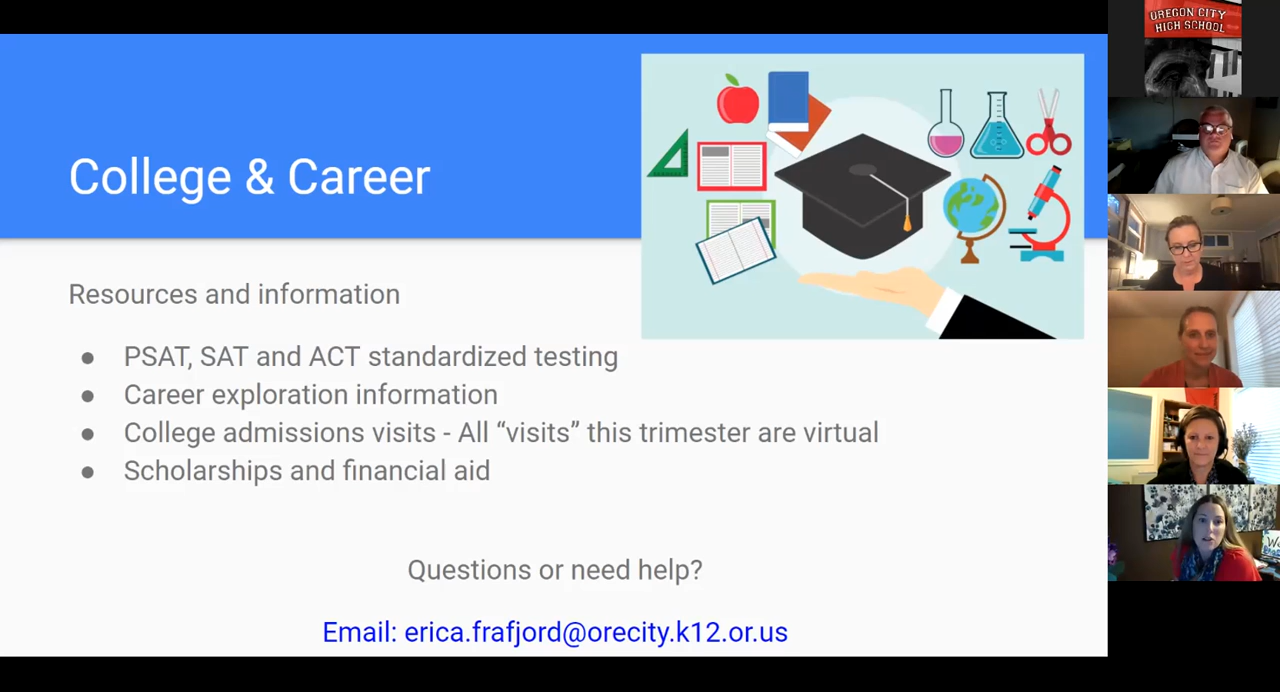 OREGON CITY
HIGH SCHOOL
College & Career
Resources and information
● PSAT, SAT and ACT standardized testing
● Career exploration information
● College admissions visits - All “visits” this trimester are virtual
● Scholarships and financial aid
Questions or need help?
Email: erica.frafjord@orecity.k12.or.us